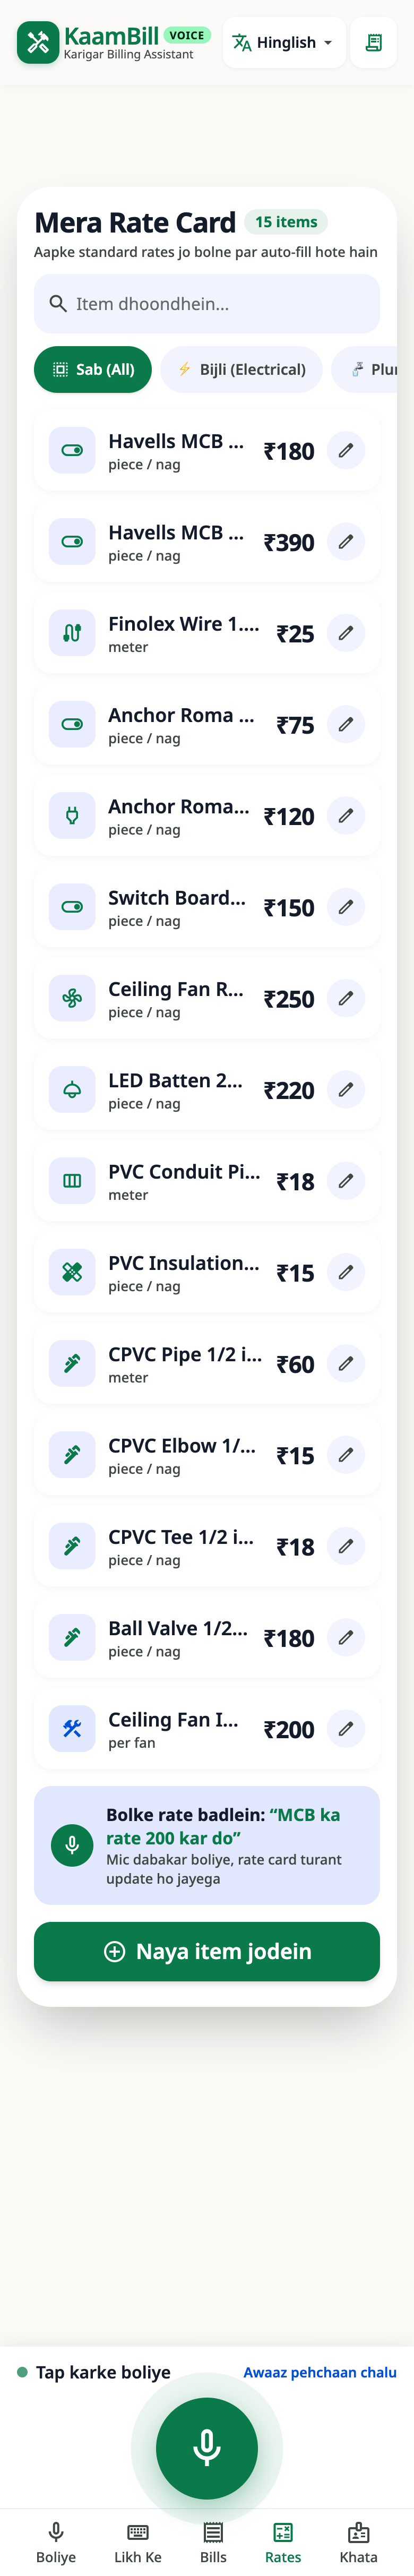 KaamBill VOICE
Karigar Billing Assistant
Hinglish
Mera Rate Card 15 items
Aapke standard rates jo bolne par auto-fill hote hain
Item dhoondhein...
Sab (All)
Bijli (Electrical)
Plu
Havells MCB ... ₹180
piece / nag
Havells MCB ... ₹390
piece / nag
Finolex Wire 1.... ₹25
meter
Anchor Roma ... ₹75
piece / nag
Anchor Roma... ₹120
piece / nag
Switch Board... ₹150
piece / nag
Ceiling Fan R... ₹250
piece / nag
LED Batten 2... ₹220
piece / nag
PVC Conduit Pi... ₹18
meter
PVC Insulation... ₹15
piece / nag
CPVC Pipe 1/2 i... ₹60
meter
CPVC Elbow 1/... ₹15
piece / nag
CPVC Tee 1/2 i... ₹18
piece / nag
Ball Valve 1/2... ₹180
piece / nag
Ceiling Fan I... ₹200
per fan
Bolke rate badlein: “MCB ka
rate 200 kar do”
Mic dabakar boliye, rate card turant
update ho jayega
Naya item jodein
Tap karke boliye
Awaaz pehchaan chalu
Boliye
Likh Ke
Bills
Rates
Khata